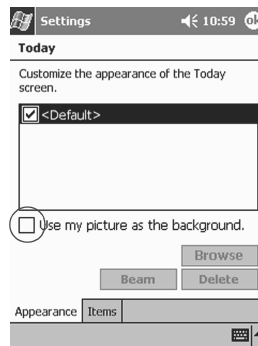 Settings 10:59 ok
Today
Customize the appearance of the Today
screen.
<Default>
Use my picture as the background.
Browse
Beam Delete
Appearance Items